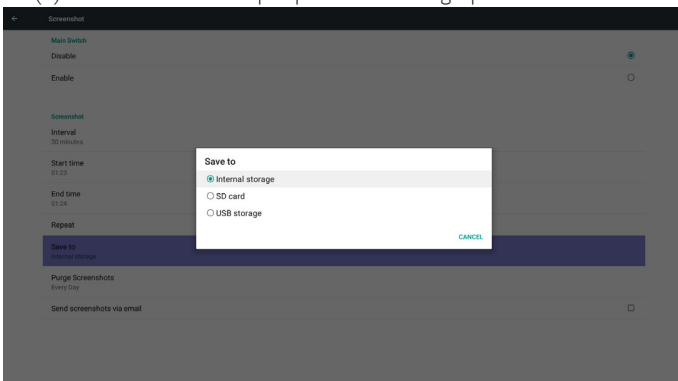 Screenshot
Main Switch
Disable
Enable
Screenshot
Interval
30 minutes
Start time
01:23
End time
01:24
Repeat
Save to
Internal storage
Purge Screenshots
Every Day
Send screenshots via email
Save to
Internal storage
SD card
USB storage
CANCEL